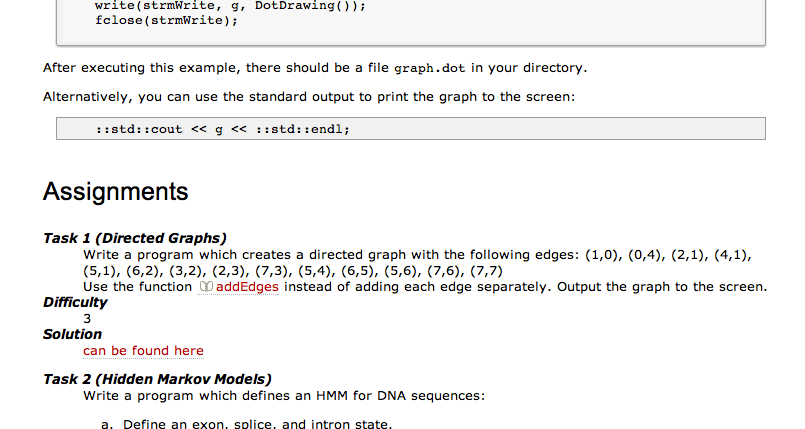 write(strmWrite, g, DotDrawing());
fclose(strmWrite);
After executing this example, there should be a file graph.dot in your directory.
Alternatively, you can use the standard output to print the graph to the screen:
::std::cout << g << ::std::endl;
Assignments
Task 1 (Directed Graphs)
Write a program which creates a directed graph with the following edges: (1,0), (0,4), (2,1), (4,1),
(5,1), (6,2), (3,2), (2,3), (7,3), (5,4), (6,5), (5,6), (7,6), (7,7)
Use the function addEdges instead of adding each edge separately. Output the graph to the screen.
Difficulty
3
Solution
can be found here
Task 2 (Hidden Markov Models)
Write a program which defines an HMM for DNA sequences:
a. Define an exon, splice, and intron state.